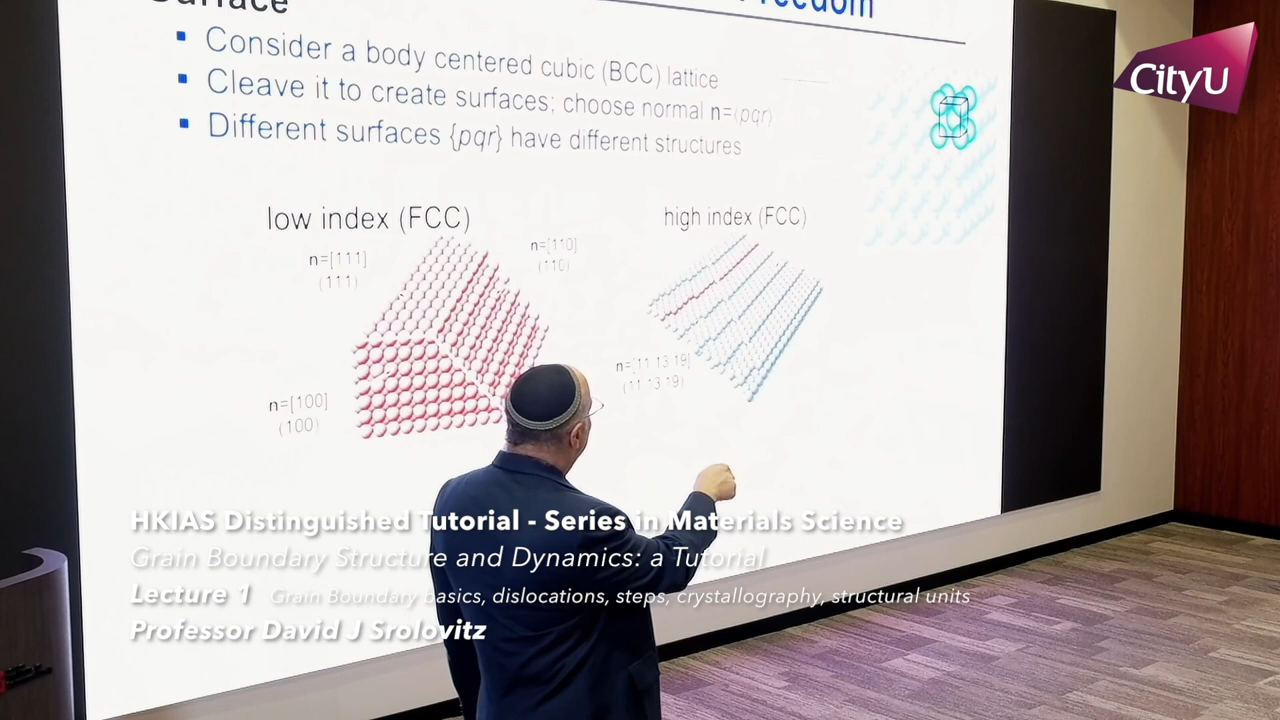 Surface
Freedom
Consider a body centered cubic (BCC) lattice
Cleave it to create surfaces; choose normal n=(pqr)
Different surfaces {pqr} have different structures
low index (FCC)
n=[111]
(111)
n=[110]
(110)
n=[100]
(100)
high index (FCC)
n=[11 13 19]
(11 13 19)
CityU
HKIAS Distinguished Tutorial - Series in Materials Science
Grain Boundary Structure and Dynamics: a Tutorial
Lecture 1 Grain Boundary basics, dislocations, steps, crystallography, structural units
Professor David J Srolovitz